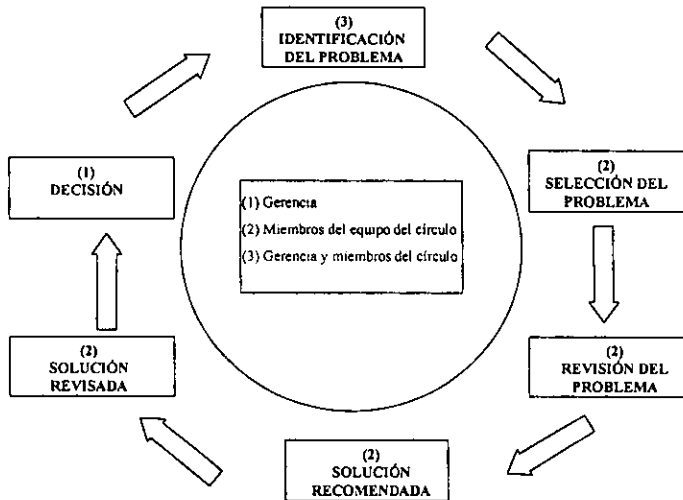 (3)
IDENTIFICACIÓN
DEL PROBLEMA
(2)
SELECCIÓN DEL
PROBLEMA
(2)
REVISIÓN DEL
PROBLEMA
(2)
SOLUCIÓN
RECOMENDADA
(2)
SOLUCIÓN
REVISADA
(1)
DECISIÓN
(1) Gerencia
(2) Miembros del equipo del círculo
(3) Gerencia y miembros del círculo